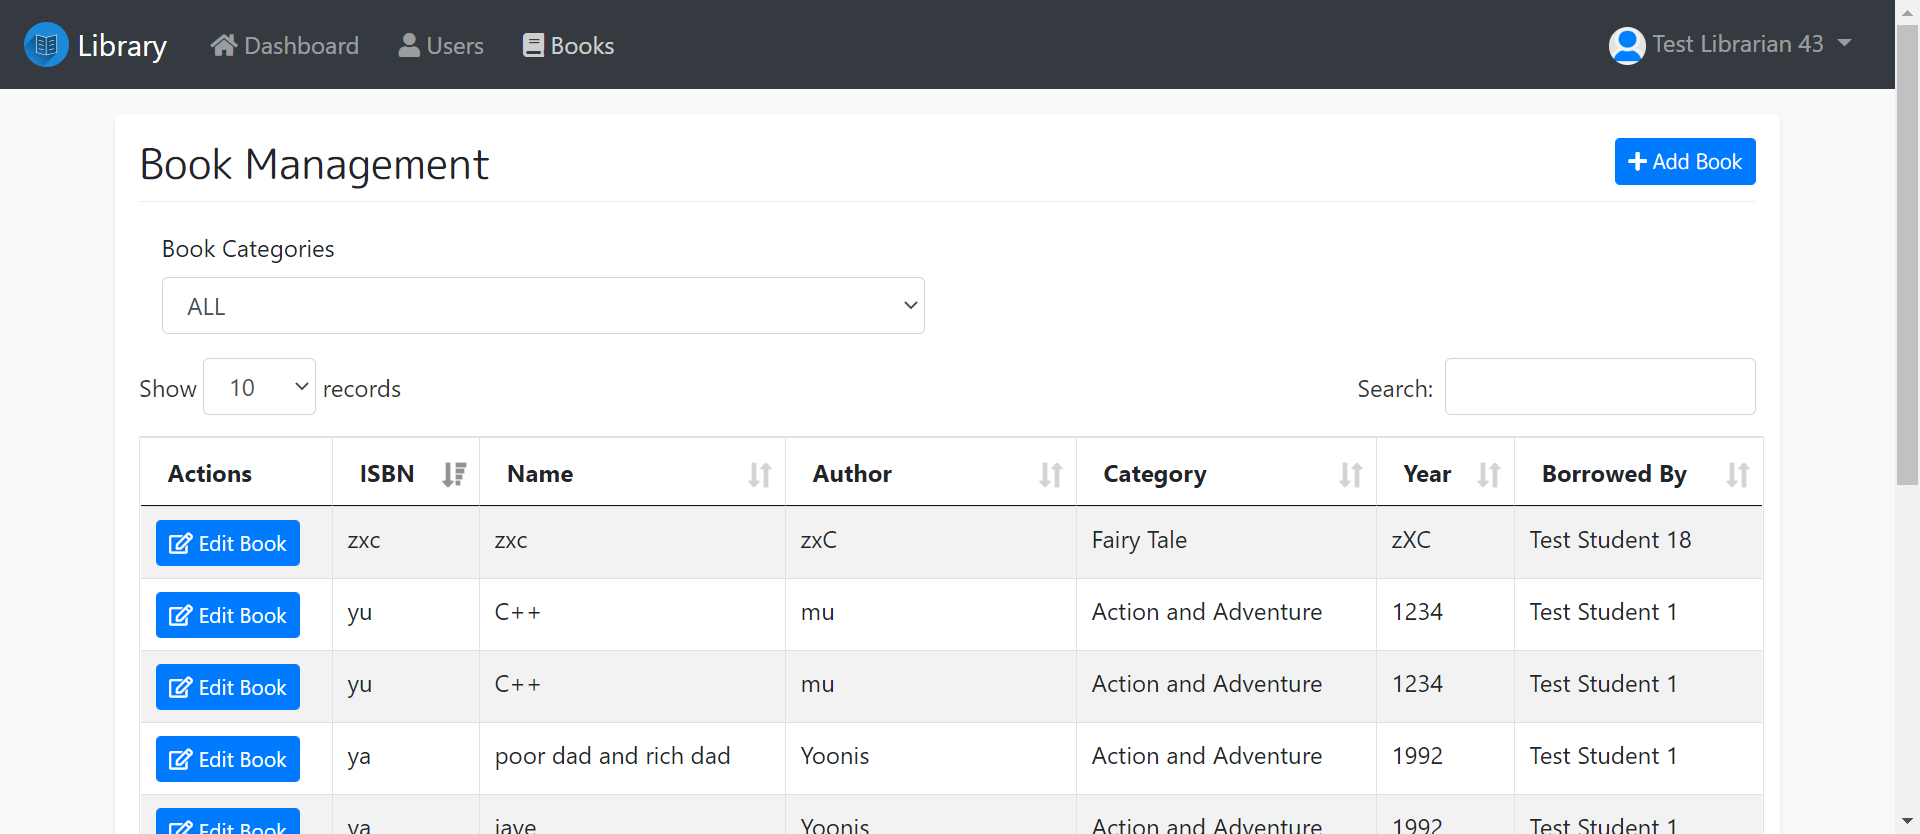 Library Dashboard Users Books Test Librarian 43
Book Management + Add Book
Book Categories
ALL
Show 10 records Search:
Actions ISBN Name Author Category Year Borrowed By
Edit Book zxc zxc zxC Fairy Tale zXC Test Student 18
Edit Book yu C++ mu Action and Adventure 1234 Test Student 1
Edit Book yu C++ mu Action and Adventure 1234 Test Student 1
Edit Book ya poor dad and rich dad Yoonis Action and Adventure 1992 Test Student 1
Edit Book ya jave Yoonis Action and Adventure 1992 Test Student 1